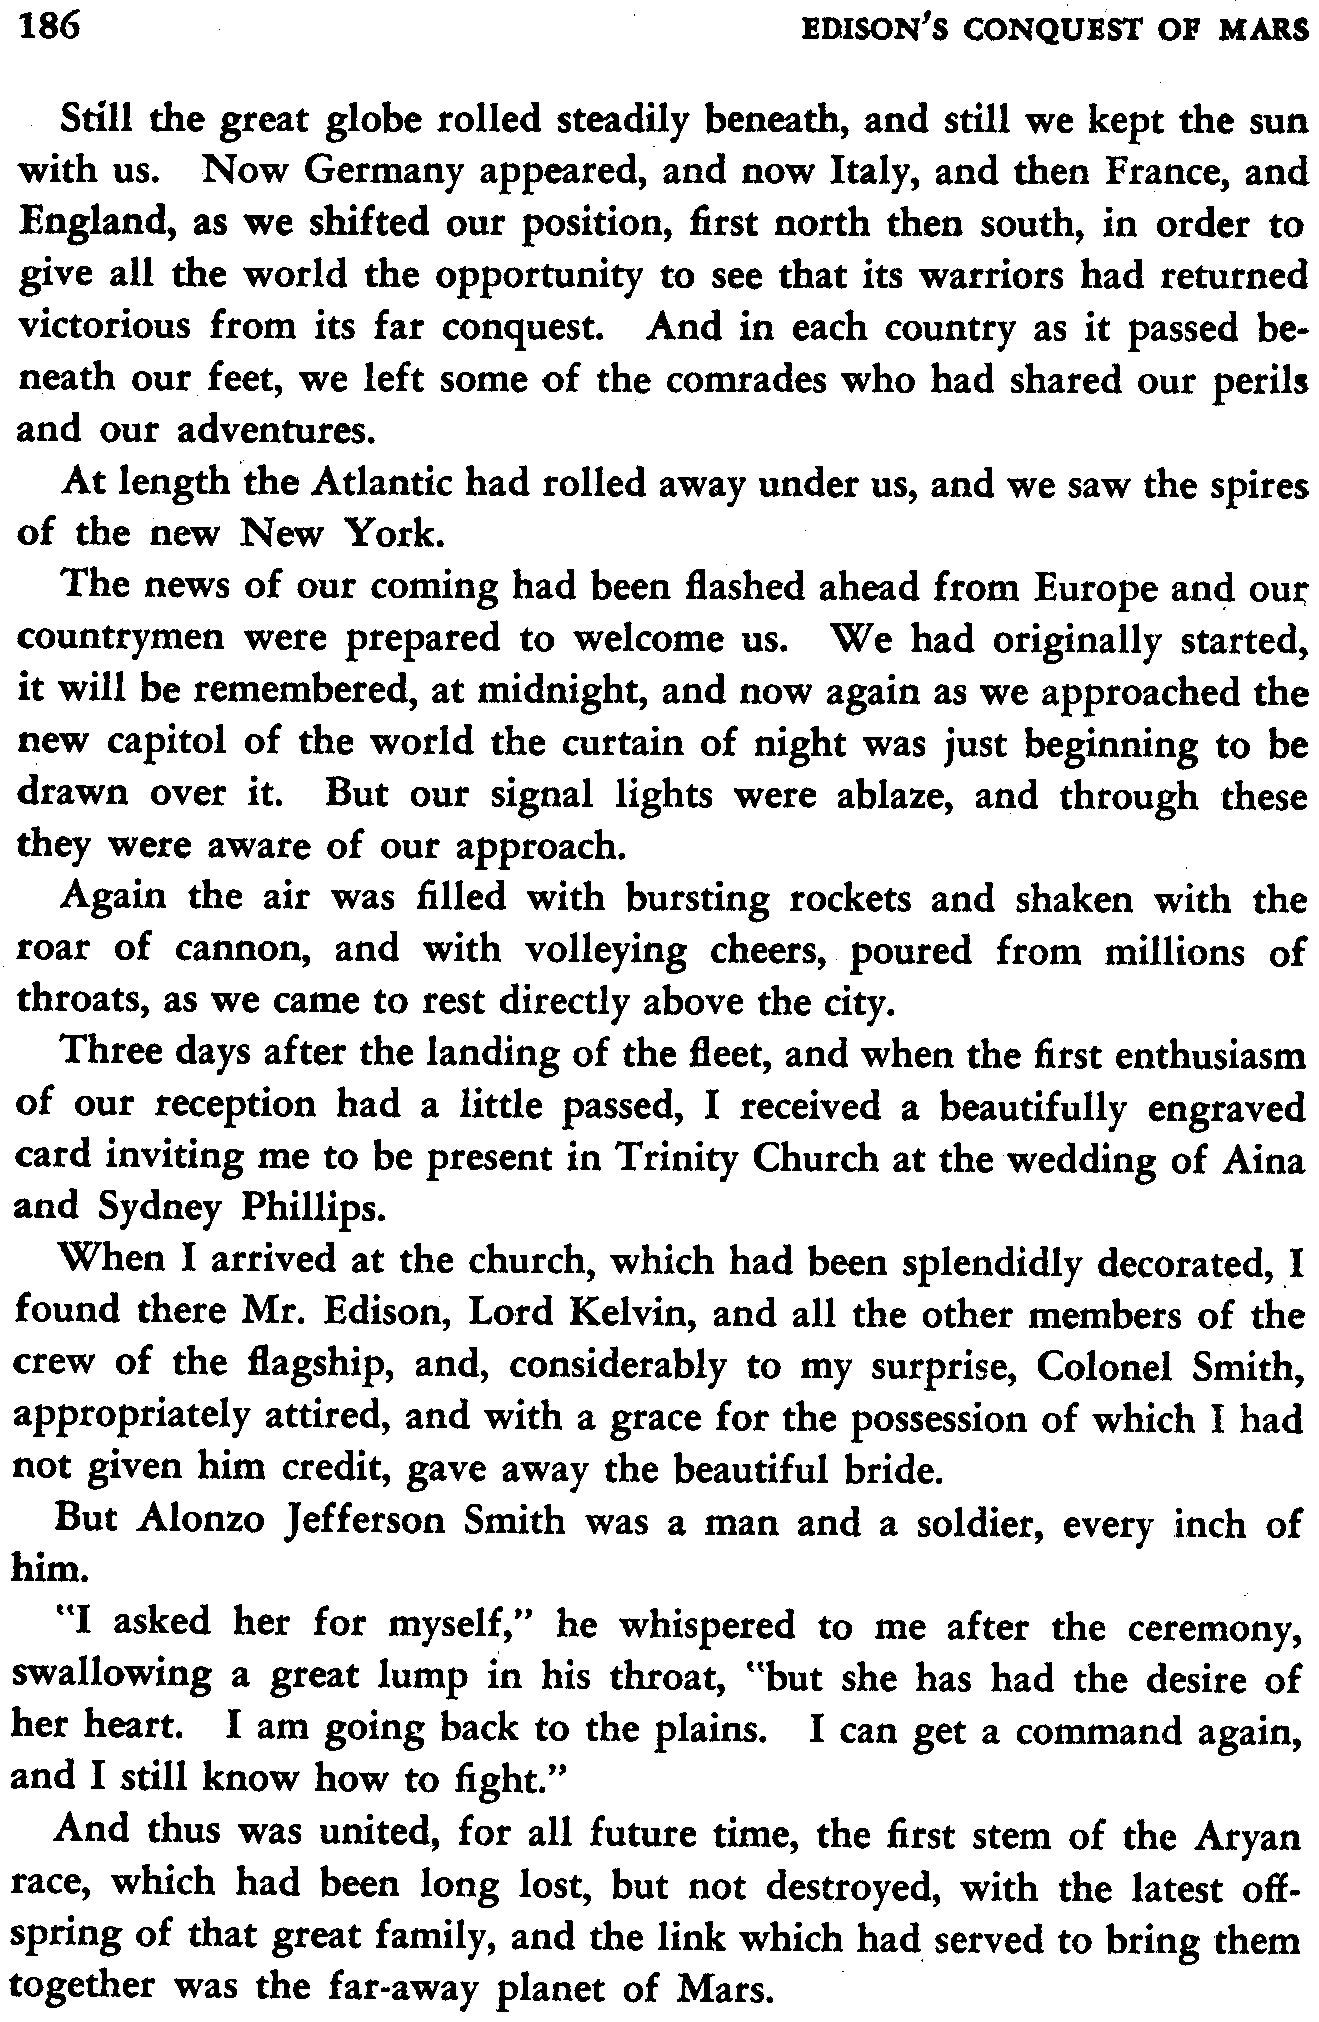 186 EDISON'S CONQUEST OF MARS
Still the great globe rolled steadily beneath, and still we kept the sun
with us. Now Germany appeared, and now Italy, and then France, and
England, as we shifted our position, first north then south, in order to
give all the world the opportunity to see that its warriors had returned
victorious from its far conquest. And in each country as it passed be-
neath our feet, we left some of the comrades who had shared our perils
and our adventures.
At length the Atlantic had rolled away under us, and we saw the spires
of the new New York.
The news of our coming had been flashed ahead from Europe and our
countrymen were prepared to welcome us. We had originally started,
it will be remembered, at midnight, and now again as we approached the
new capitol of the world the curtain of night was just beginning to be
drawn over it. But our signal lights were ablaze, and through these
they were aware of our approach.
Again the air was filled with bursting rockets and shaken with the
roar of cannon, and with volleying cheers, poured from millions of
throats, as we came to rest directly above the city.
Three days after the landing of the fleet, and when the first enthusiasm
of our reception had a little passed, I received a beautifully engraved
card inviting me to be present in Trinity Church at the wedding of Aina
and Sydney Phillips.
When I arrived at the church, which had been splendidly decorated, I
found there Mr. Edison, Lord Kelvin, and all the other members of the
crew of the flagship, and, considerably to my surprise, Colonel Smith,
appropriately attired, and with a grace for the possession of which I had
not given him credit, gave away the beautiful bride.
But Alonzo Jefferson Smith was a man and a soldier, every inch of
him.
"I asked her for myself," he whispered to me after the ceremony,
swallowing a great lump in his throat, "but she has had the desire of
her heart. I am going back to the plains. I can get a command again,
and I still know how to fight."
And thus was united, for all future time, the first stem of the Aryan
race, which had been long lost, but not destroyed, with the latest off-
spring of that great family, and the link which had served to bring them
together was the far-away planet of Mars.